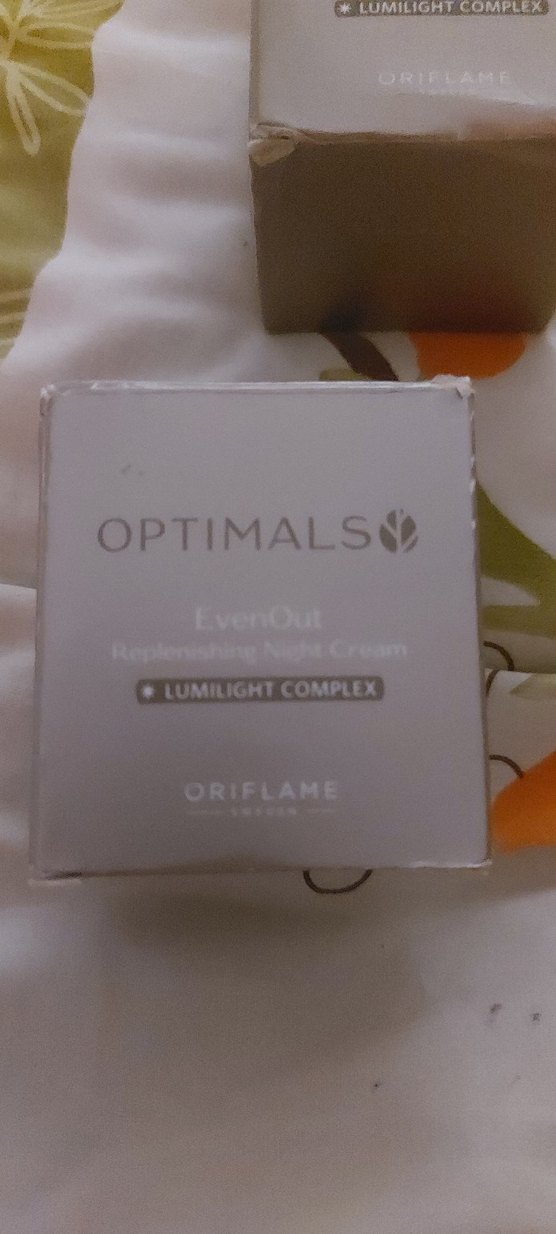 ✷ LUMILIGHT COMPLEX
ORIFLAME
OPTIMALS
EvenOut
Replenishing Night Cream
✷ LUMILIGHT COMPLEX
ORIFLAME
SWEDEN